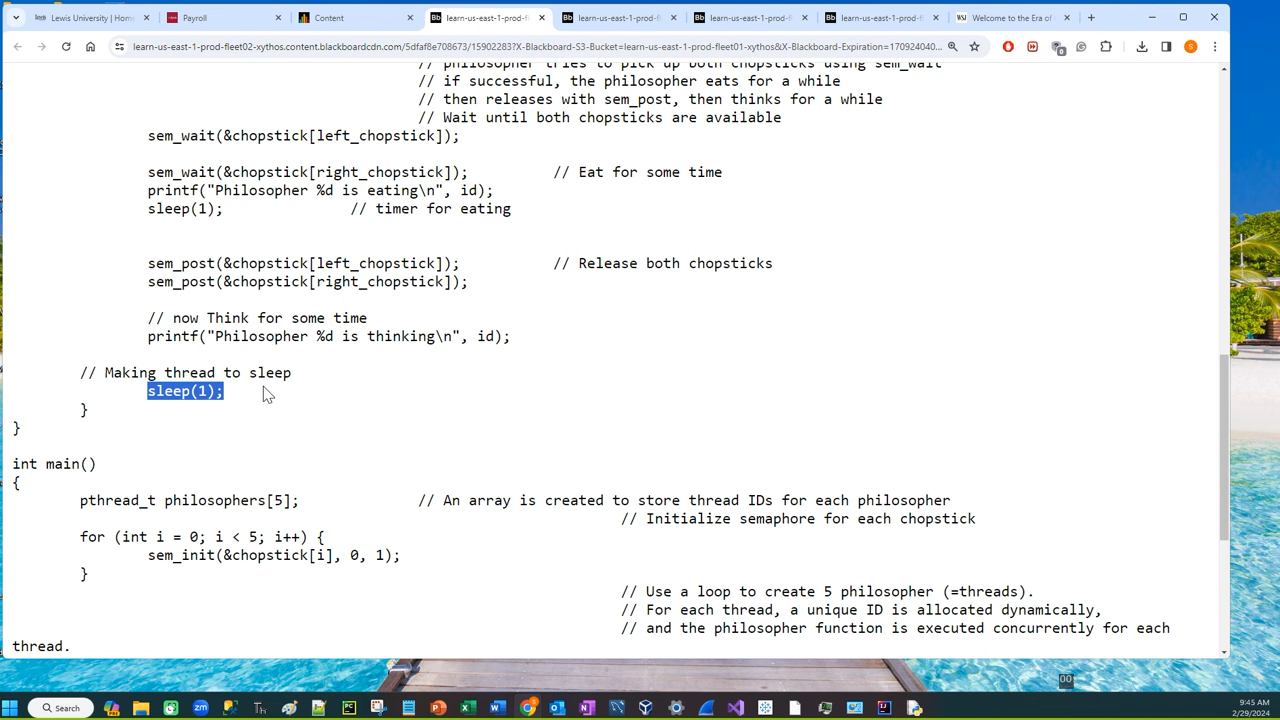 Lewis University | Hom
Payroll
Content
learn-us-east-1-prod-fleet
learn-us-east-1-prod-fleet
learn-us-east-1-prod-fleet
learn-us-east-1-prod-fleet
Welcome to the Era of
learn-us-east-1-prod-fleet02-xythos.content.blackboardcdn.com/5dfaf8e708673/15902283?X-Blackboard-S3-Bucket=learn-us-east-1-prod-fleet01-xythos&X-Blackboard-Expiration=170924040...
// philosopher tries to pick up both chopsticks using sem_wait
// if successful, the philosopher eats for a while
// then releases with sem_post, then thinks for a while
// Wait until both chopsticks are available
sem_wait(&chopstick[left_chopstick]);
sem_wait(&chopstick[right_chopstick]); // Eat for some time
printf("Philosopher %d is eating\n", id);
sleep(1); // timer for eating
sem_post(&chopstick[left_chopstick]); // Release both chopsticks
sem_post(&chopstick[right_chopstick]);
// now Think for some time
printf("Philosopher %d is thinking\n", id);
// Making thread to sleep
sleep(1);
}
}
int main()
{
pthread_t philosophers[5]; // An array is created to store thread IDs for each philosopher
// Initialize semaphore for each chopstick
for (int i = 0; i < 5; i++) {
sem_init(&chopstick[i], 0, 1);
}
// Use a loop to create 5 philosopher (=threads).
// For each thread, a unique ID is allocated dynamically,
// and the philosopher function is executed concurrently for each
thread.
Search
9:45 AM
2/29/2024